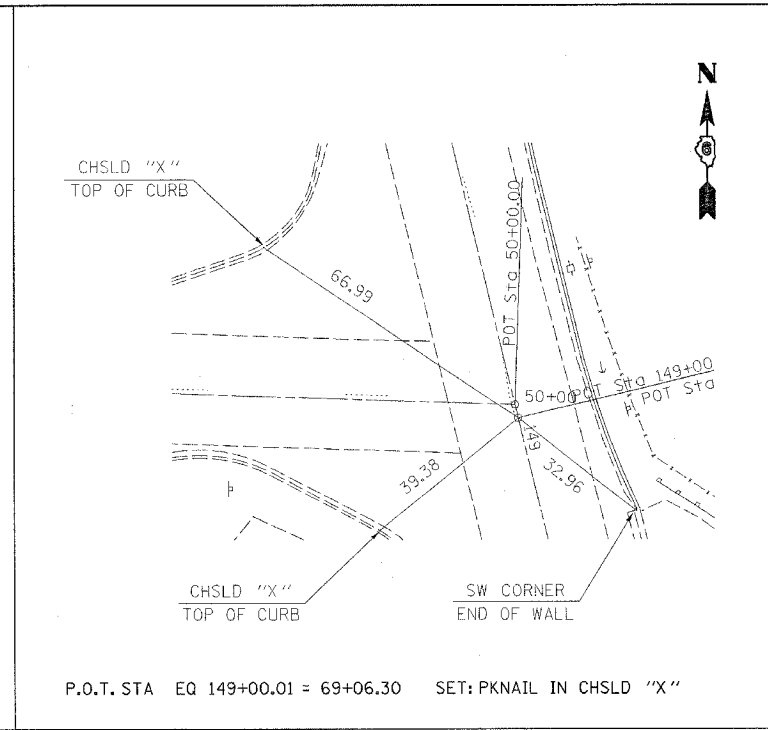 N
CHSLD "X"
TOP OF CURB
66.99
POT Sta 50+00.00
50+00
POT Sta 149+00
POT Sta
149
39.38
32.96
CHSLD "X"
TOP OF CURB
SW CORNER
END OF WALL
P.O.T. STA EQ 149+00.01 = 69+06.30 SET: PKNAIL IN CHSLD "X"